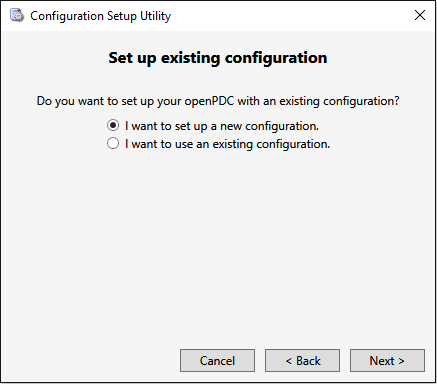 Configuration Setup Utility
Set up existing configuration
Do you want to set up your openPDC with an existing configuration?
I want to set up a new configuration.
I want to use an existing configuration.
Cancel
< Back
Next >